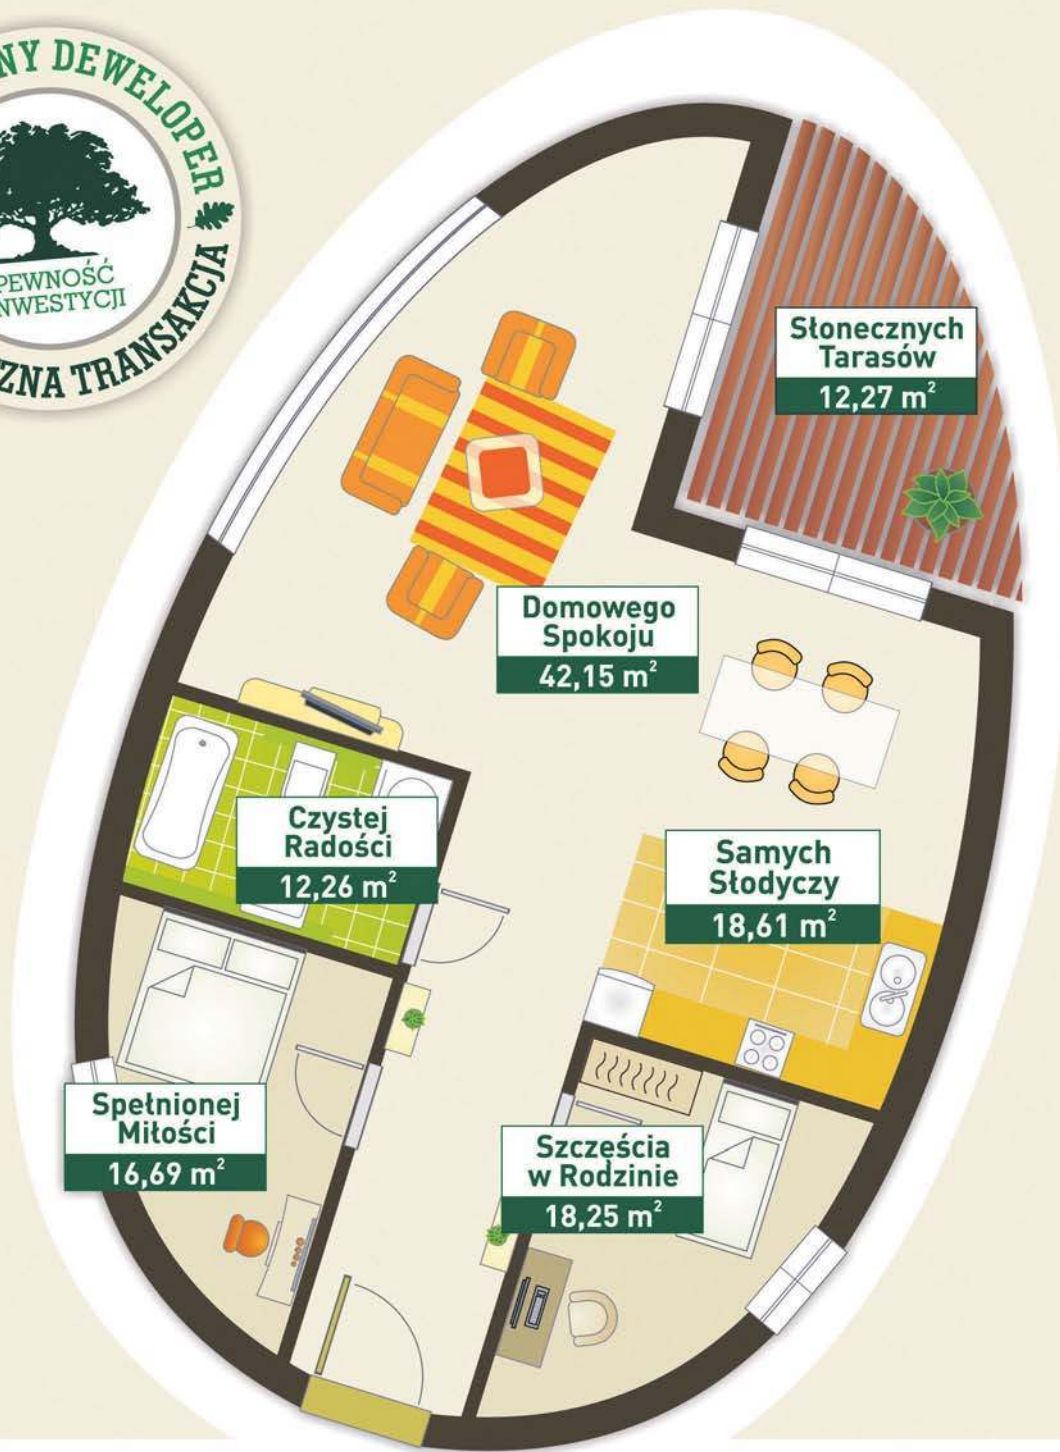 NY DEWELOPER
PEWNOŚĆ
NWESTYCJI
ZNA TRANSAKCJA
Słonecznych
Tarasów
12,27 m²
Domowego
Spokoju
42,15 m²
Czystej
Radości
12,26 m²
Samych
Słodyczy
18,61 m²
Spełnionej
Miłości
16,69 m²
Szczęścia
w Rodzinie
18,25 m²